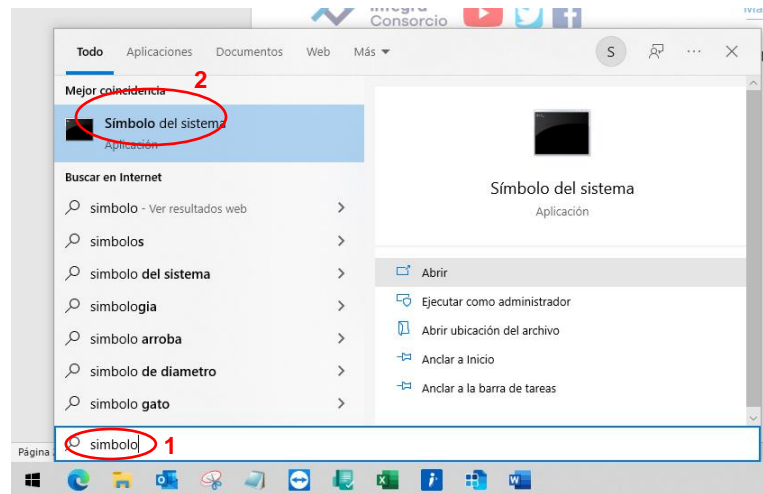 Consorcio
Todo Aplicaciones Documentos Web Más S ...
Mejor coincidencia 2
Símbolo del sistema
Aplicación
Buscar en Internet
simbolo - Ver resultados web
simbolos
simbolo del sistema
simbologia
simbolo arroba
simbolo de diametro
simbolo gato
Símbolo del sistema
Aplicación
Abrir
Ejecutar como administrador
Abrir ubicación del archivo
Anclar a Inicio
Anclar a la barra de tareas
simbolo 1
Página